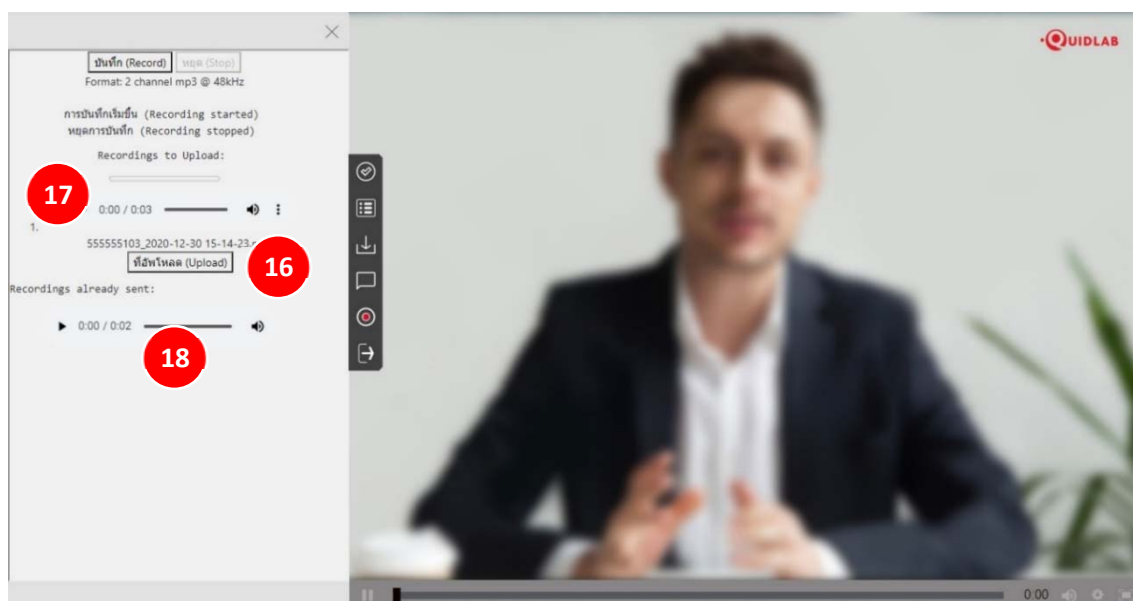 QUIDLAB
บันทึก (Record) หยุด (Stop)
Format: 2 channel mp3 @ 48kHz
การบันทึกเริ่มขึ้น (Recording started)
หยุดการบันทึก (Recording stopped)
Recordings to Upload:
17
0:00 / 0:03
1.
555555103_2020-12-30 15-14-23.
ที่อัพโหลด (Upload)
16
Recordings already sent:
0:00 / 0:02
18
0:00